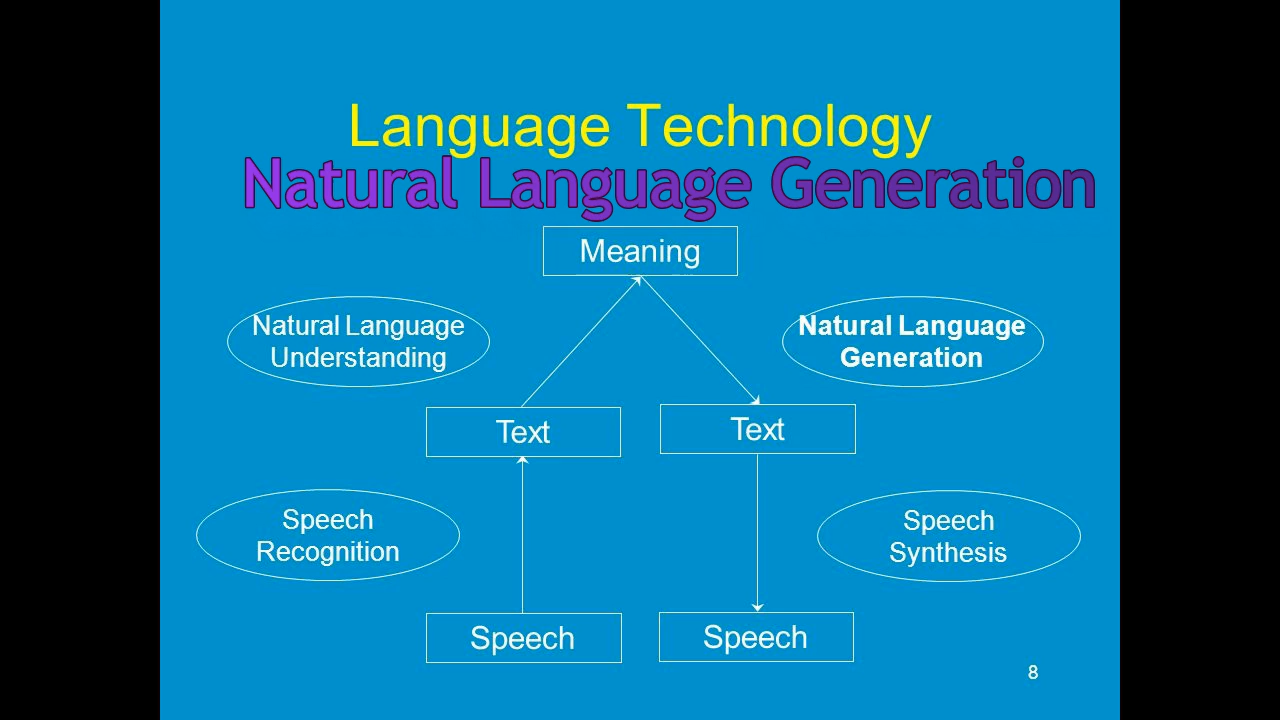 Language Technology
Natural Language Generation
Meaning
Natural Language
Understanding
Natural Language
Generation
Text
Text
Speech
Recognition
Speech
Synthesis
Speech
Speech
8